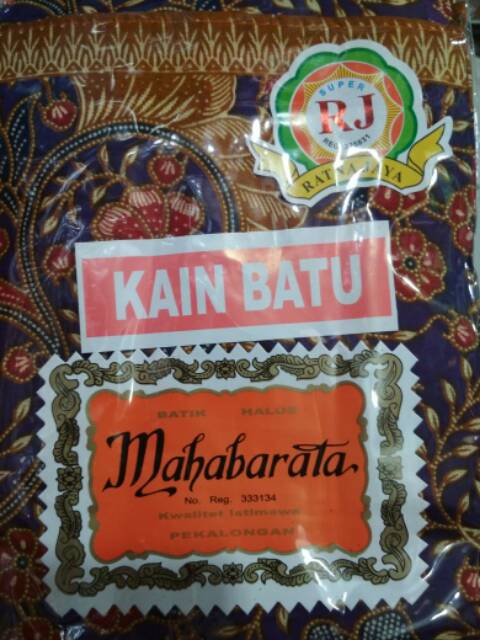 SUPER
RJ
RATNA JAYA
KAIN BATU
BATIK HALUS
Mahabarata
No. Reg. 333134
Kwalitet Istimewa
PEKALONGAN